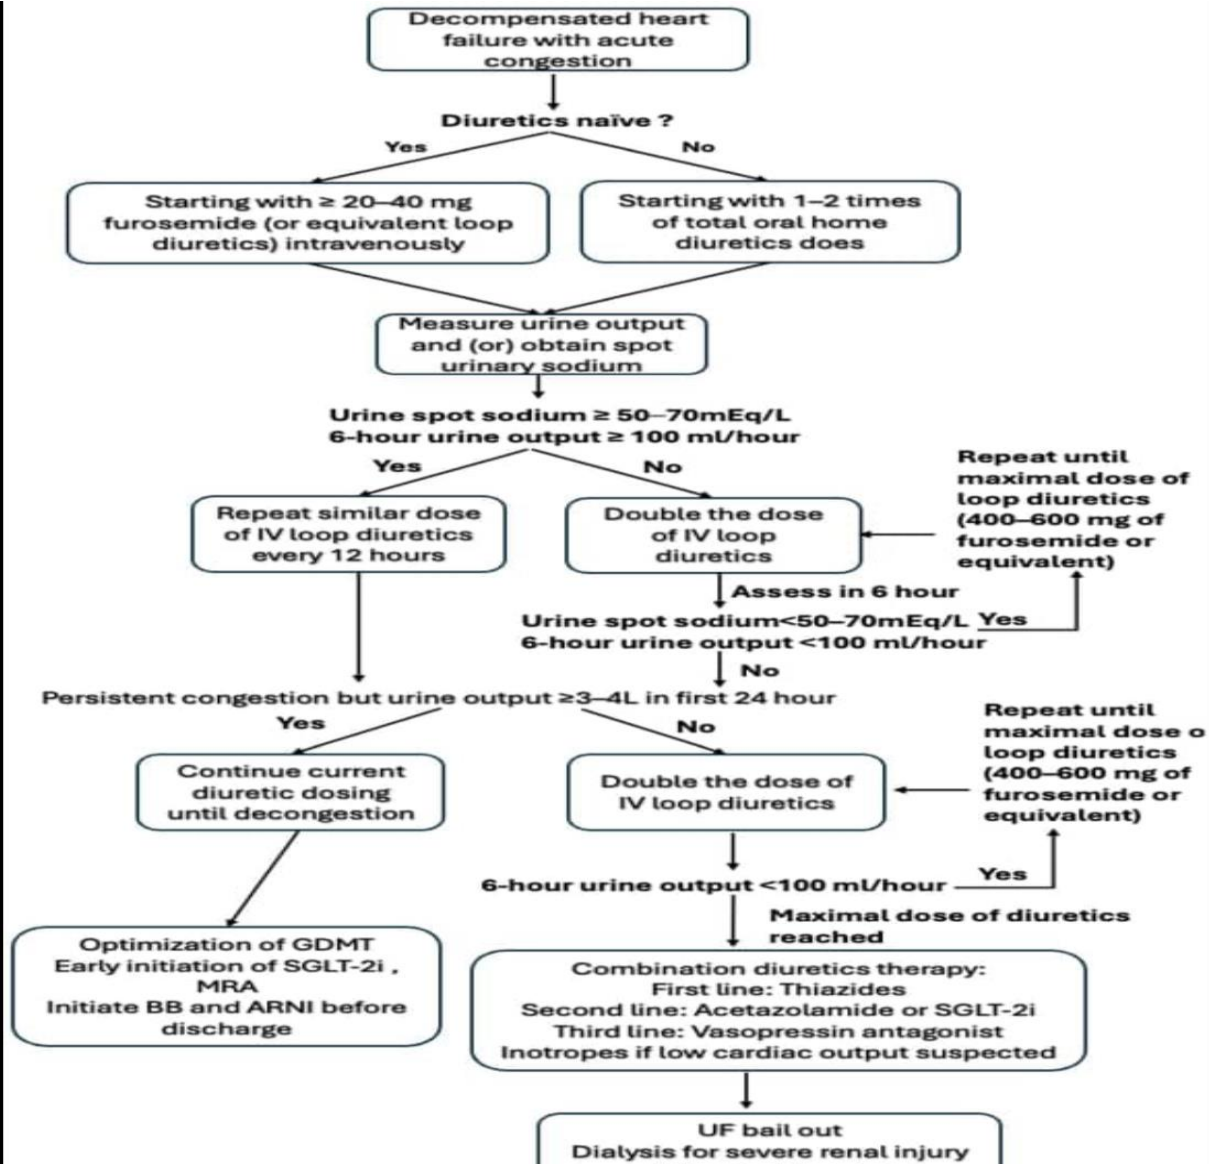 Decompensated heart
failure with acute
congestion
Diuretics naïve ?
Yes
No
Starting with ≥ 20–40 mg
furosemide (or equivalent loop
diuretics) intravenously
Starting with 1–2 times
of total oral home
diuretics does
Measure urine output
and (or) obtain spot
urinary sodium
Urine spot sodium ≥ 50–70mEq/L
6-hour urine output ≥ 100 ml/hour
Yes
No
Repeat similar dose
of IV loop diuretics
every 12 hours
Double the dose
of IV loop
diuretics
Repeat until
maximal dose of
loop diuretics
(400–600 mg of
furosemide or
equivalent)
Assess in 6 hour
Urine spot sodium<50–70mEq/L
6-hour urine output <100 ml/hour
Yes
No
Persistent congestion but urine output ≥3–4L in first 24 hour
Yes
No
Continue current
diuretic dosing
until decongestion
Double the dose of
IV loop diuretics
Repeat until
maximal dose o
loop diuretics
(400–600 mg of
furosemide or
equivalent)
6-hour urine output <100 ml/hour
Yes
Maximal dose of diuretics
reached
Optimization of GDMT
Early initiation of SGLT-2i ,
MRA
Initiate BB and ARNI before
discharge
Combination diuretics therapy:
First line: Thiazides
Second line: Acetazolamide or SGLT-2i
Third line: Vasopressin antagonist
Inotropes if low cardiac output suspected
UF bail out
Dialysis for severe renal injury